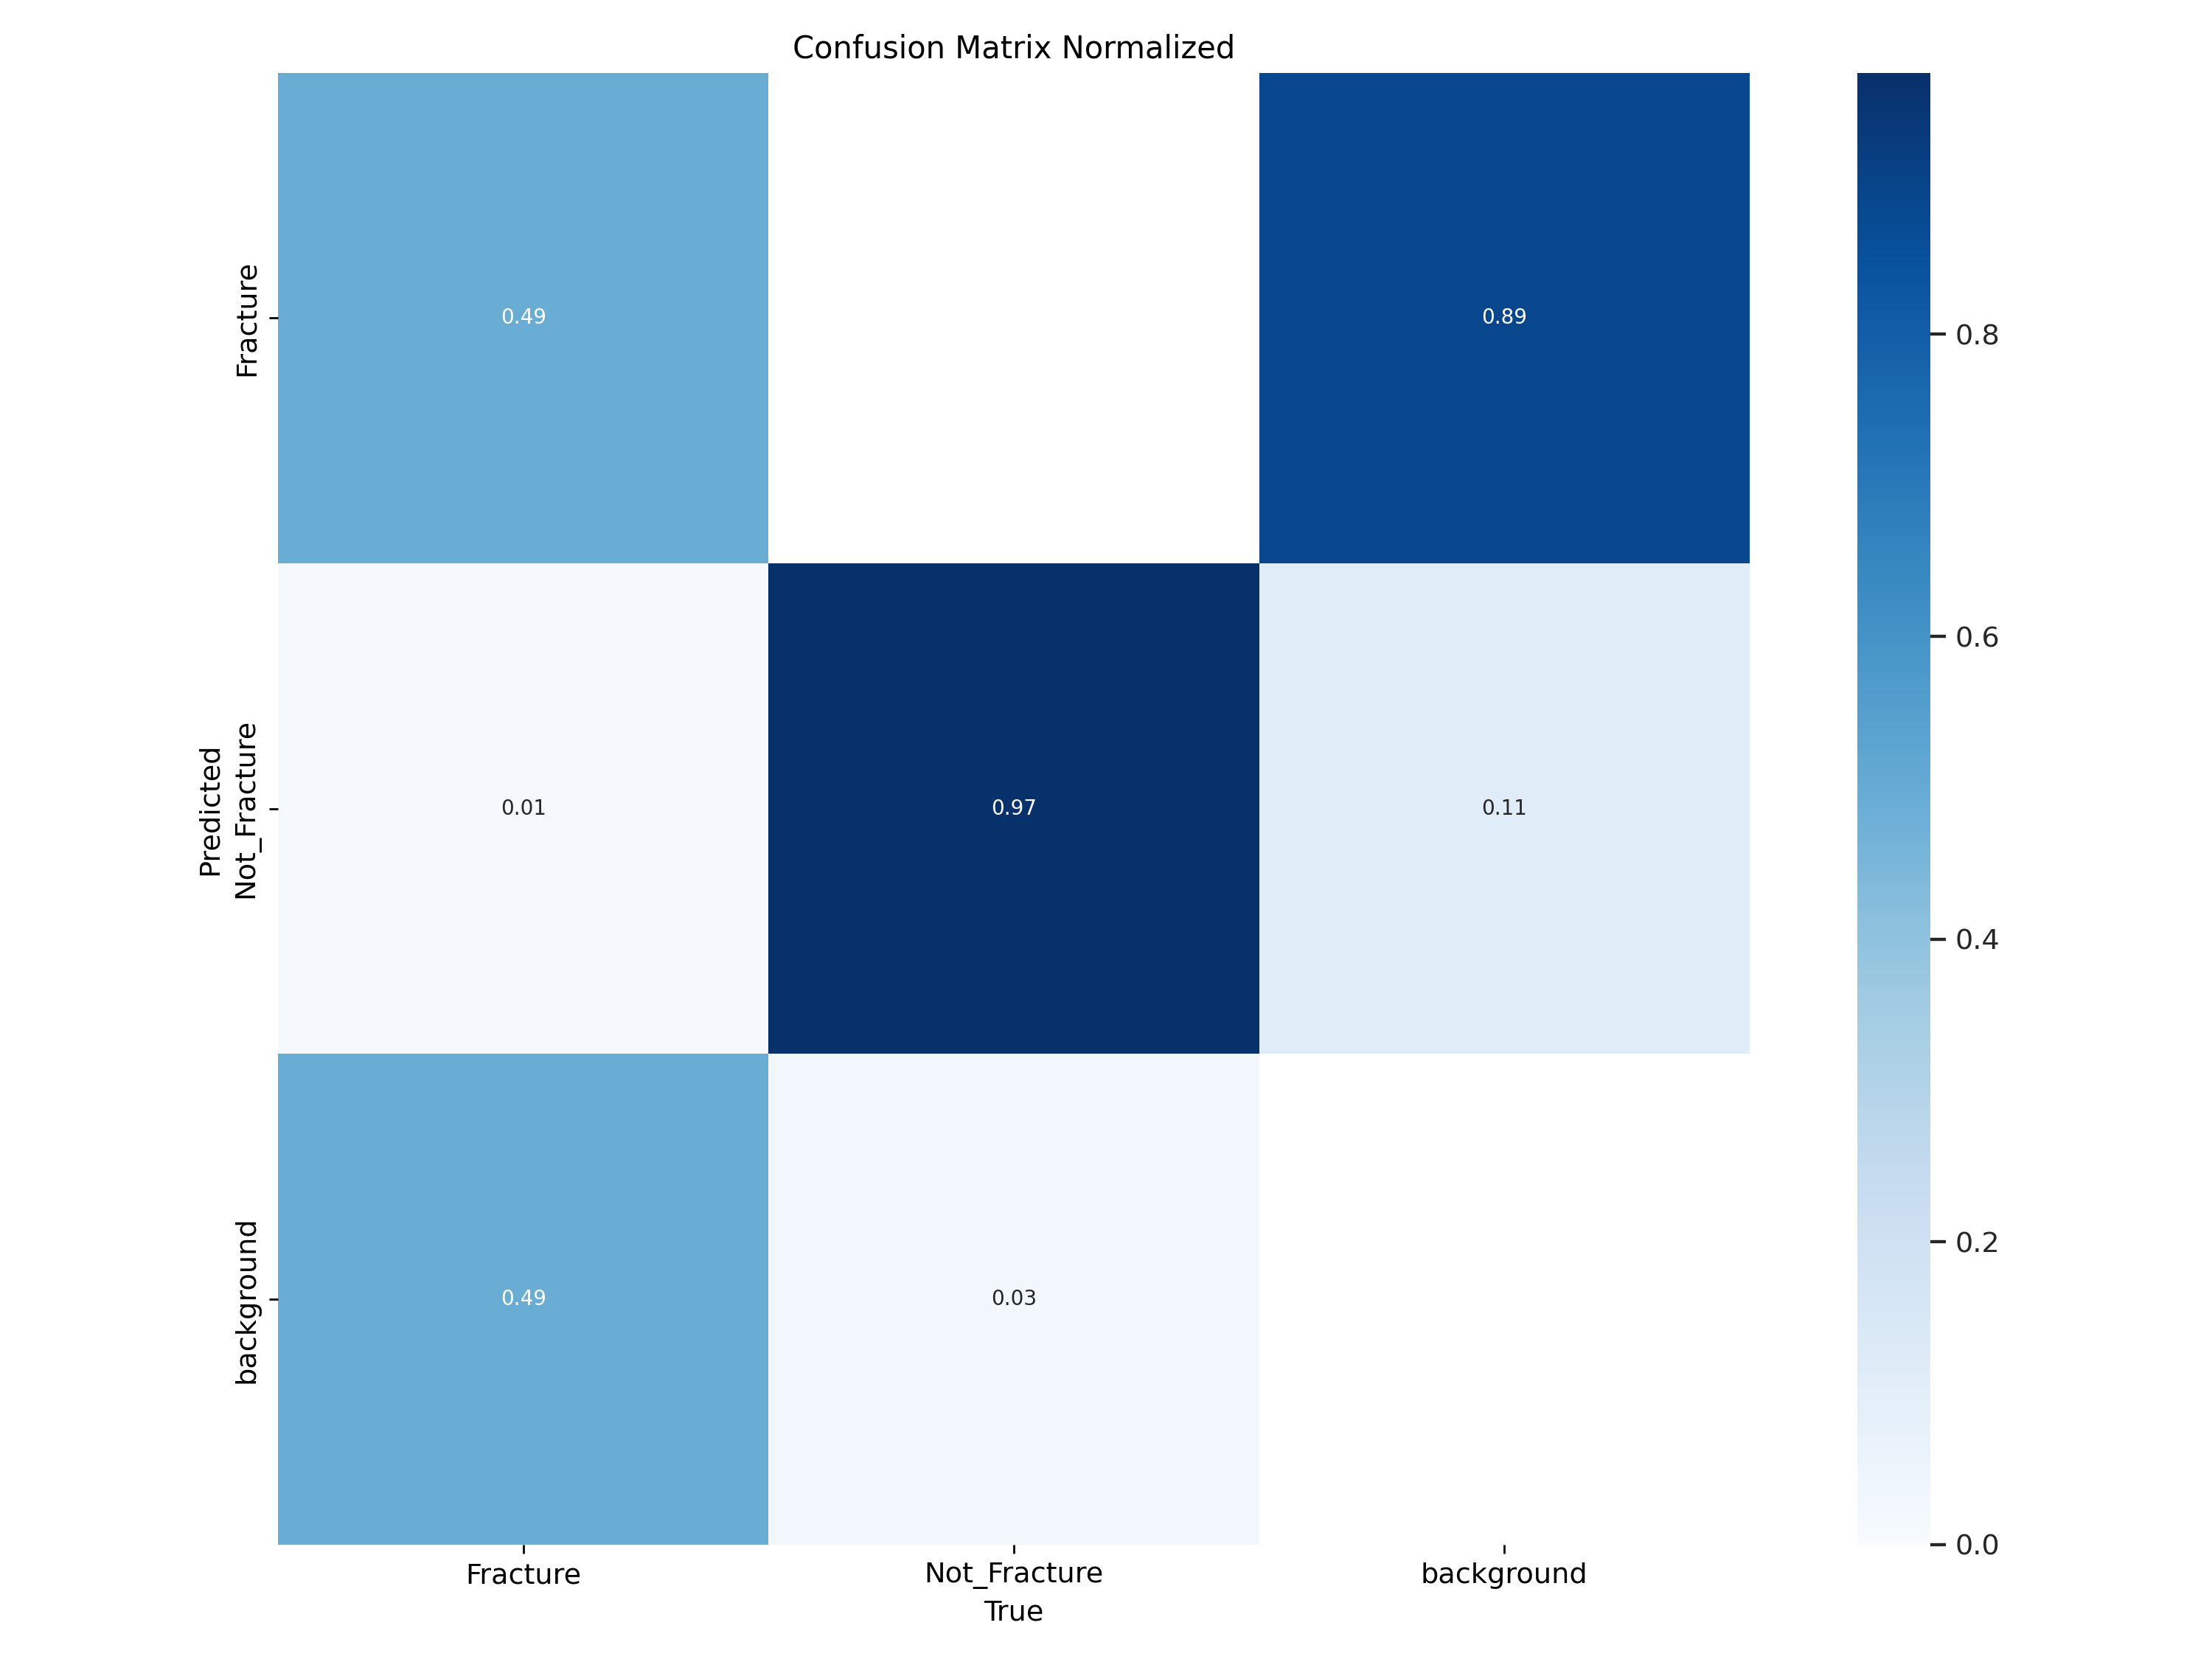 Confusion Matrix Normalized
Fracture
0.49
0.89
0.8
0.6
Predicted
Not_Fracture
0.01
0.97
0.11
0.4
0.2
background
0.49
0.03
0.0
Fracture
Not_Fracture
background
True